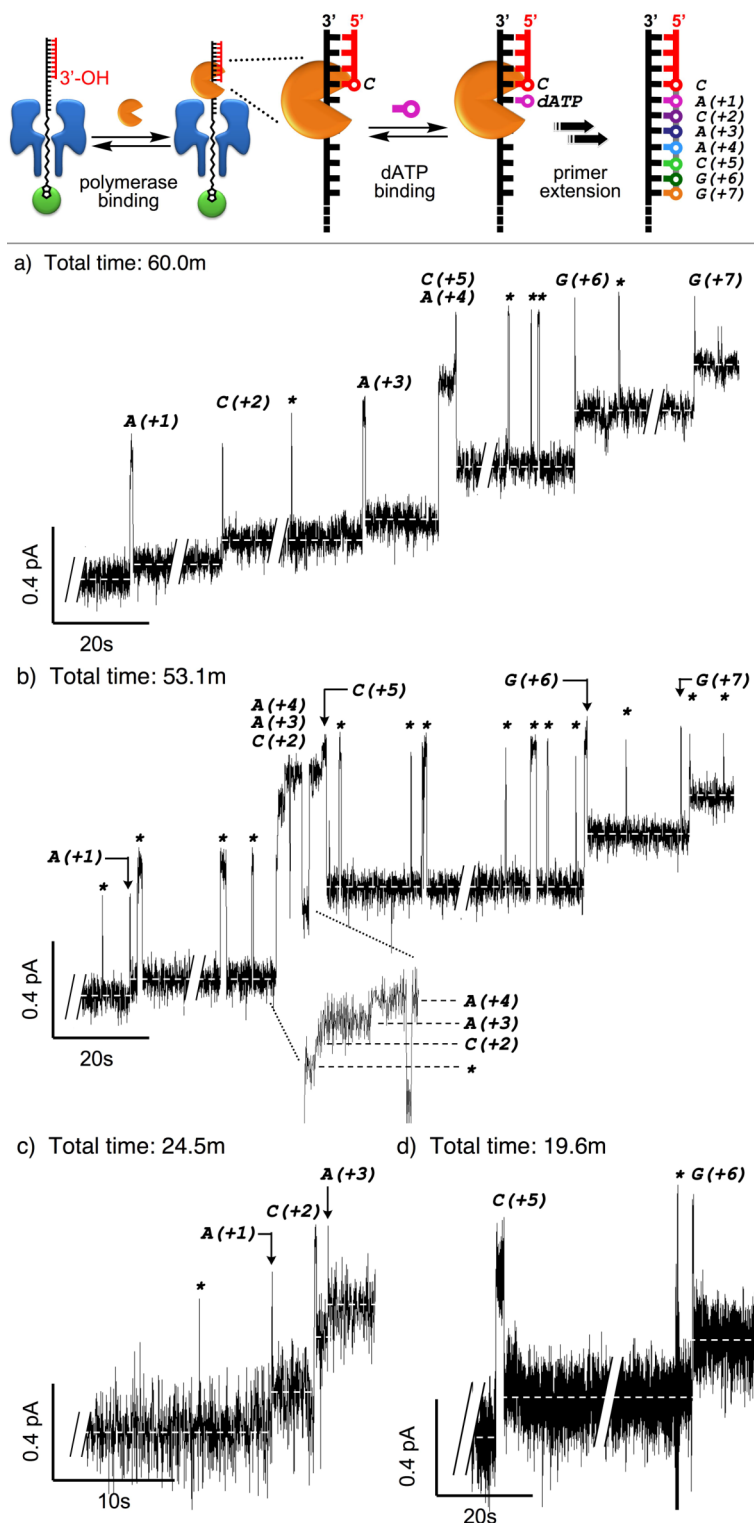 3’ 5’ 3’ 5’ 3’ 5’
3’-OH
C C C
dATP A(+1)
C(+2)
A(+3)
A(+4)
C(+5)
G(+6)
G(+7)
polymerase
binding
dATP
binding
primer
extension
a) Total time: 60.0m
C(+5) G(+6) * G(+7)
A(+4) * **
A(+3)
C(+2) *
A(+1)
0.4 pA
20s
b) Total time: 53.1m
A(+4) C(+5) G(+6) G(+7)
A(+3) * *
C(+2) * * * * * * * *
A(+1) * * *
*
0.4 pA
20s
A(+4)
A(+3)
C(+2)
*
c) Total time: 24.5m
A(+3)
C(+2)
A(+1)
*
0.4 pA
10s
d) Total time: 19.6m
* G(+6)
C(+5)
0.4 pA
20s